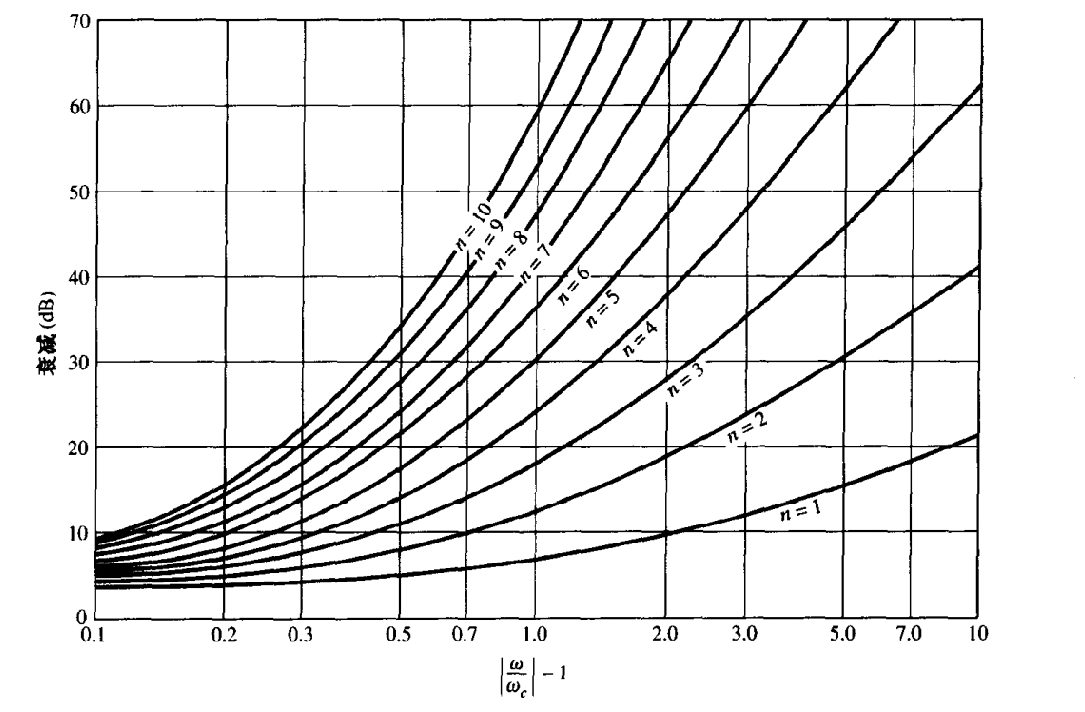 70
60
50
40
30
20
10
0
衰减 (dB)
n = 10
n = 9
n = 8
n = 7
n = 6
n = 5
n = 4
n = 3
n = 2
n = 1
0.1 0.2 0.3 0.5 0.7 1.0 2.0 3.0 5.0 7.0 10
|ω/ω_c| − 1